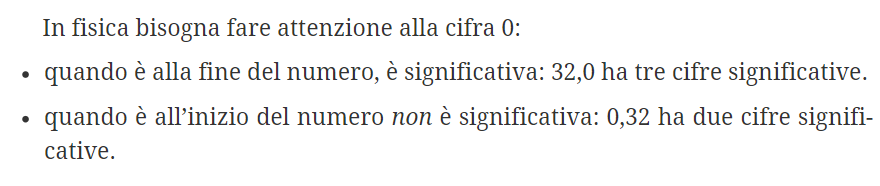 In fisica bisogna fare attenzione alla cifra 0:
• quando è alla fine del numero, è significativa: 32,0 ha tre cifre significative.
• quando è all’inizio del numero non è significativa: 0,32 ha due cifre signifi-
cative.